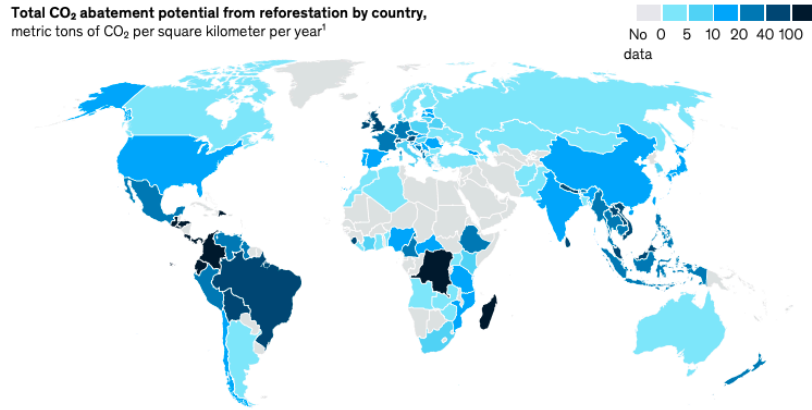 Total CO₂ abatement potential from reforestation by country,
metric tons of CO₂ per square kilometer per year¹
No data 0 5 10 20 40 100